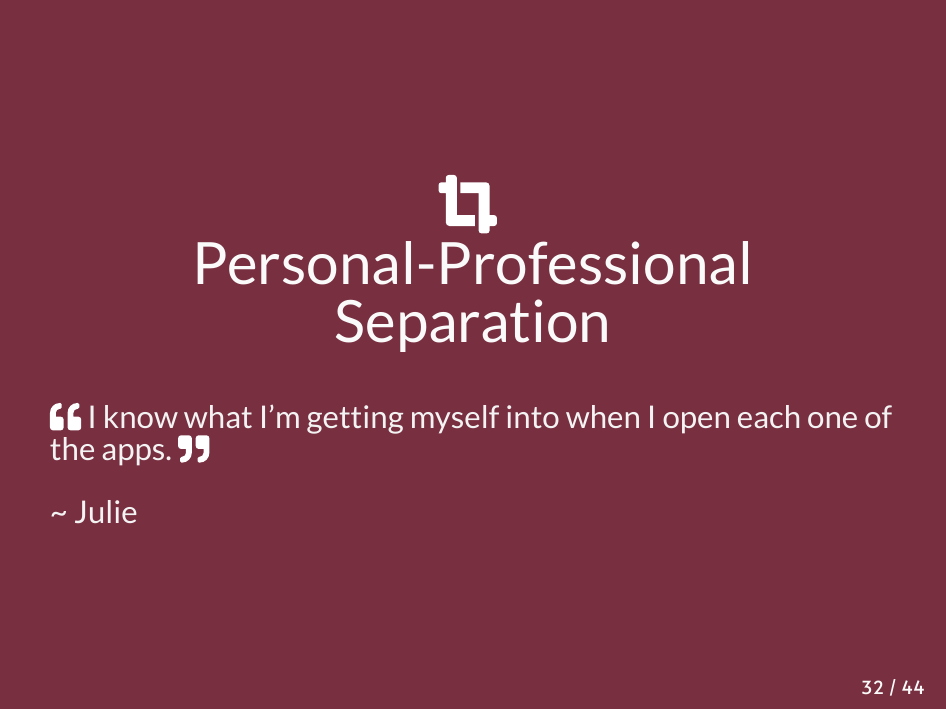 Personal-Professional
Separation
“ I know what I’m getting myself into when I open each one of
the apps. ”
~ Julie
32 / 44